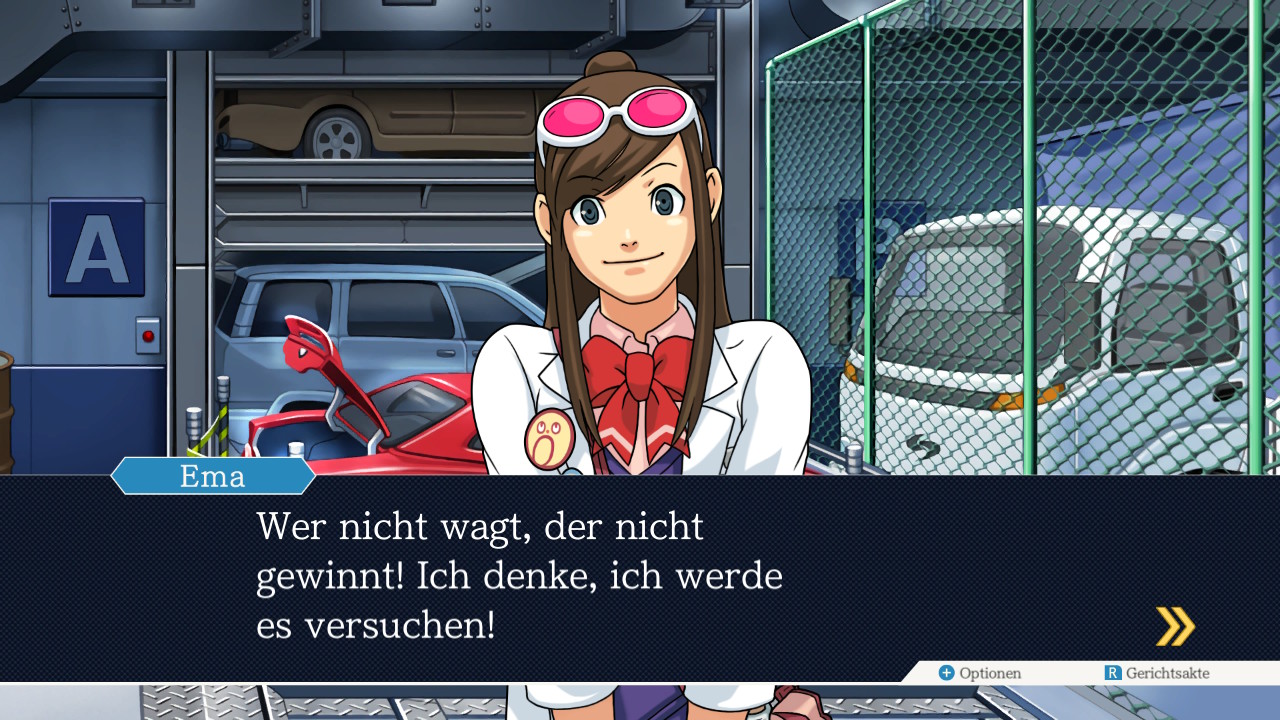 A
Ema
Wer nicht wagt, der nicht
gewinnt! Ich denke, ich werde
es versuchen!
+ Optionen
R Gerichtsakte